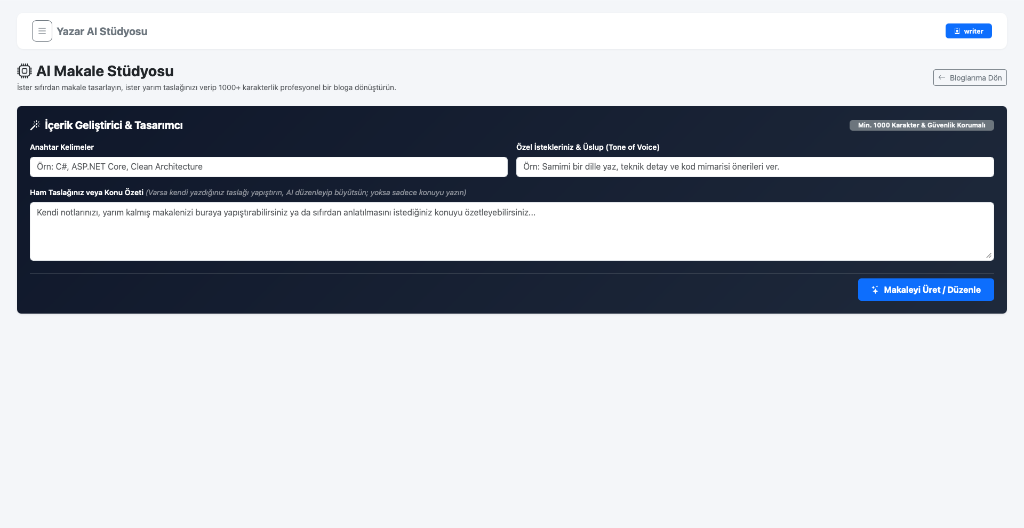 Yazar AI Stüdyosu
writer
AI Makale Stüdyosu
İster sıfırdan makale tasarlayın, ister yarım taslağınızı verip 1000+ karakterlik profesyonel bir bloga dönüştürün.
Bloglarıma Dön
İçerik Geliştirici & Tasarımcı
Min. 1000 Karakter & Güvenlik Korumalı
Anahtar Kelimeler
Özel İstekleriniz & Üslup (Tone of Voice)
Örn: C#, ASP.NET Core, Clean Architecture
Örn: Samimi bir dille yaz, teknik detay ve kod mimarisi önerileri ver.
Ham Taslağınız veya Konu Özeti (Varsa kendi yazdığınız taslağı yapıştırın, AI düzenleyip büyütsün; yoksa sadece konuyu yazın)
Kendi notlarınızı, yarım kalmış makalenizi buraya yapıştırabilirsiniz ya da sıfırdan anlatılmasını istediğiniz konuyu özetleyebilirsiniz...
Makaleyi Üret / Düzenle